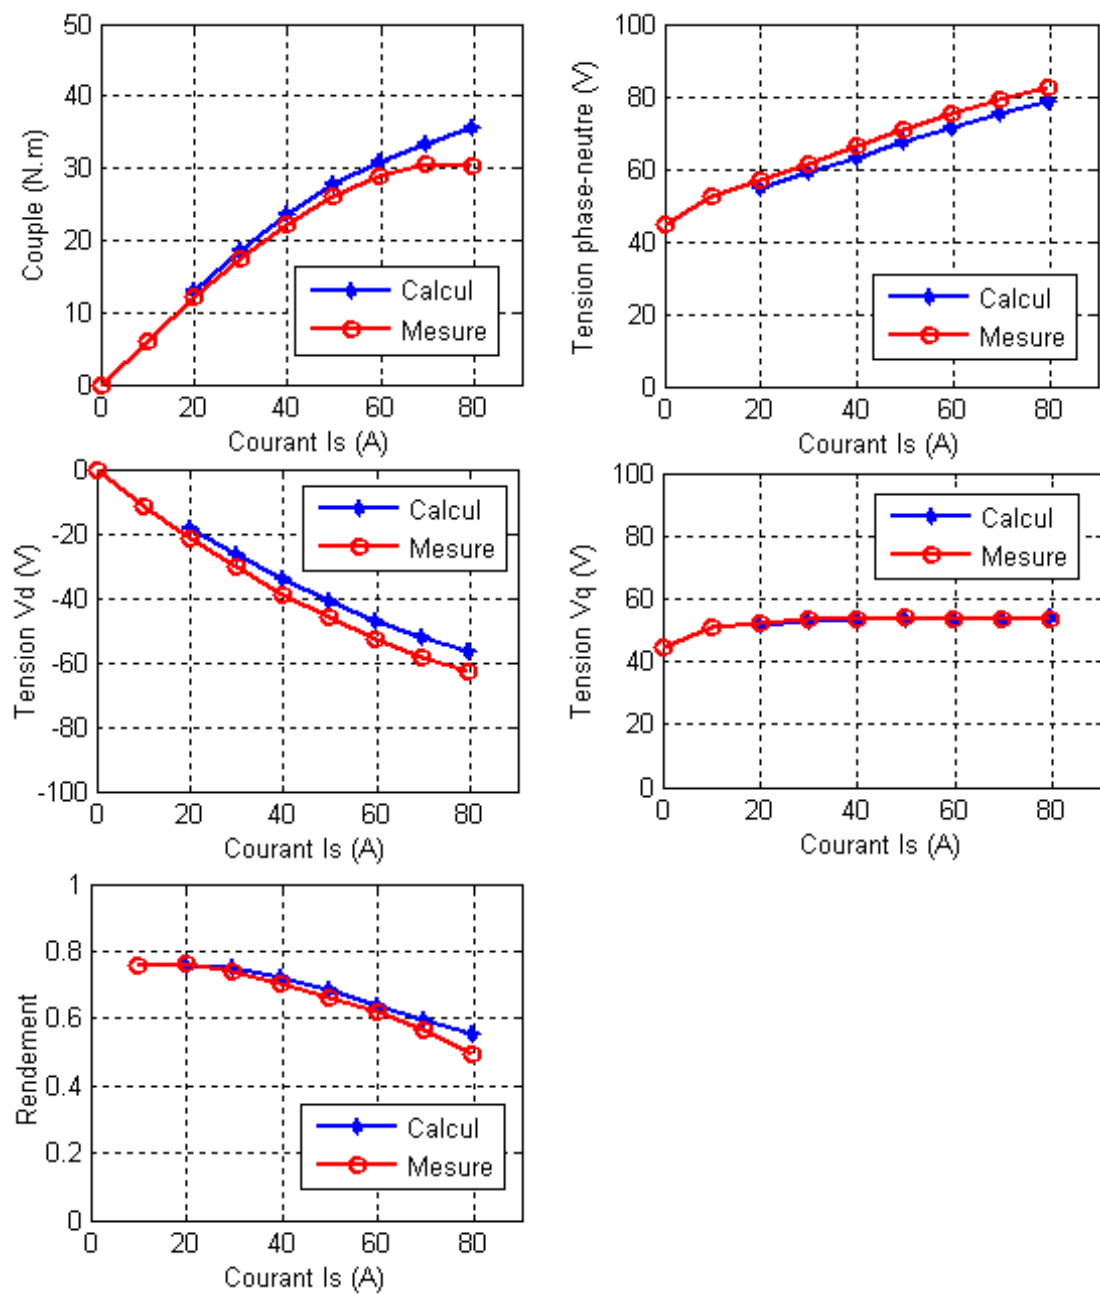 50
40
30
20
10
0
Couple (N.m)
0 20 40 60 80
Courant Is (A)
Calcul
Mesure
100
80
60
40
20
0
Tension phase-neutre (V)
0 20 40 60 80
Courant Is (A)
Calcul
Mesure
0
-20
-40
-60
-80
-100
Tension Vd (V)
0 20 40 60 80
Courant Is (A)
Calcul
Mesure
100
80
60
40
20
0
Tension Vq (V)
0 20 40 60 80
Courant Is (A)
Calcul
Mesure
1
0.8
0.6
0.4
0.2
0
Rendement
0 20 40 60 80
Courant Is (A)
Calcul
Mesure